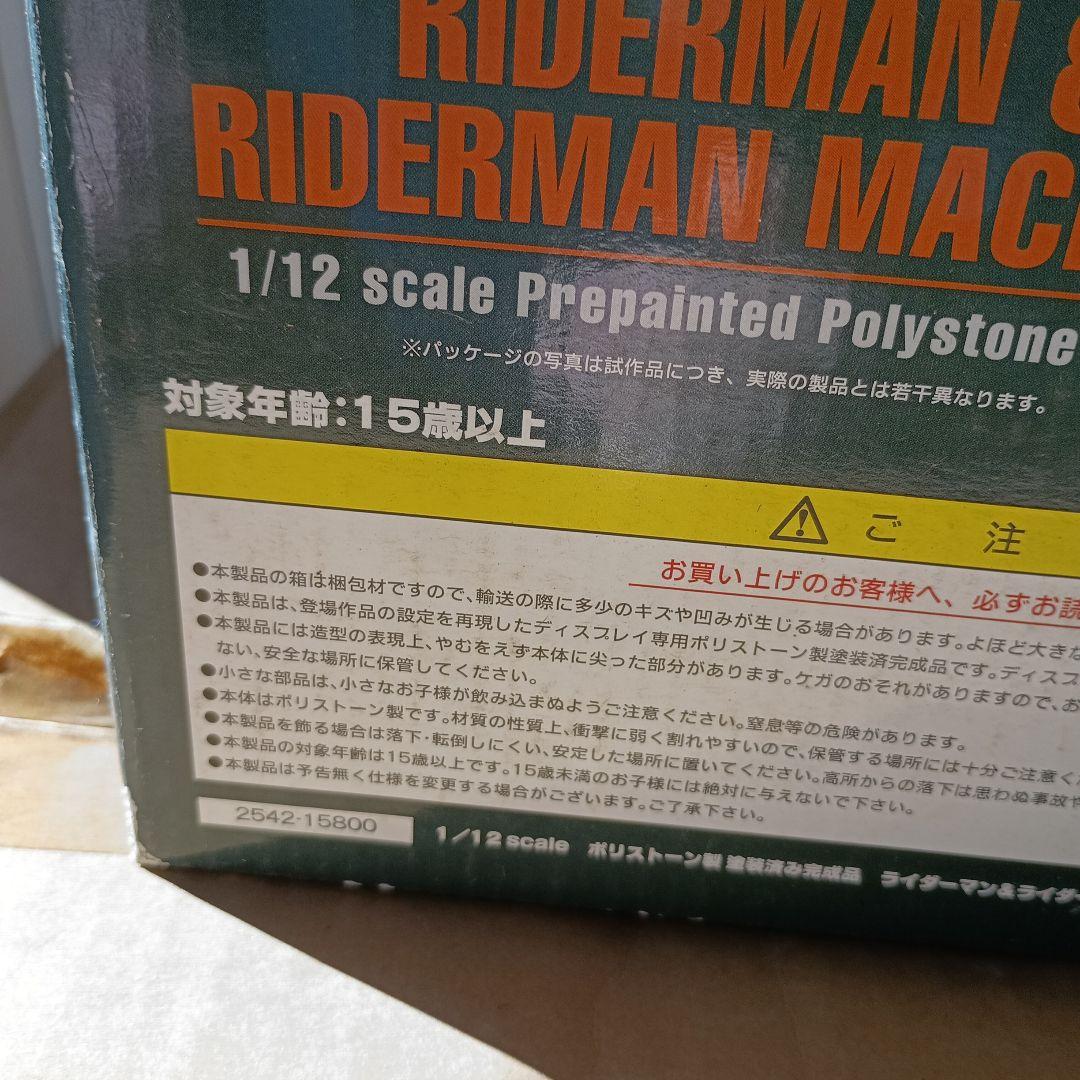 RIDERMAN &
RIDERMAN MAC
1/12 scale Prepainted Polystone
※パッケージの写真は試作品につき、実際の製品とは若干異なります。
対象年齢:15歳以上
ご 注
お買い上げのお客様へ、必ずお読
●本製品の箱は梱包材ですので、輸送の際に多少のキズや凹みが生じる場合があります。よほど大きな
●本製品は、登場作品の設定を再現したディスプレイ専用ポリストーン製塗装済完成品です。ディスプ
●本製品には造型の表現上、やむをえず本体に尖った部分があります。ケガのおそれがありますので、お
ない、安全な場所に保管してください。
●小さな部品は、小さなお子様が飲み込まぬようご注意ください。窒息等の危険があります。
●本体はポリストーン製です。材質の性質上、衝撃に弱く割れやすいので、保管する場所には十分ご注意く
●本製品を飾る場合は落下・転倒しにくい、安定した場所に置いてください。高所からの落下は思わぬ事故や
●本製品の対象年齢は15歳以上です。15歳未満のお子様には絶対に与えないで下さい。
●本製品は予告無く仕様を変更する場合がございます。ご了承下さい。
2542-15800
1/12 scale ポリストーン製 塗装済み完成品 ライダーマン&ライダ